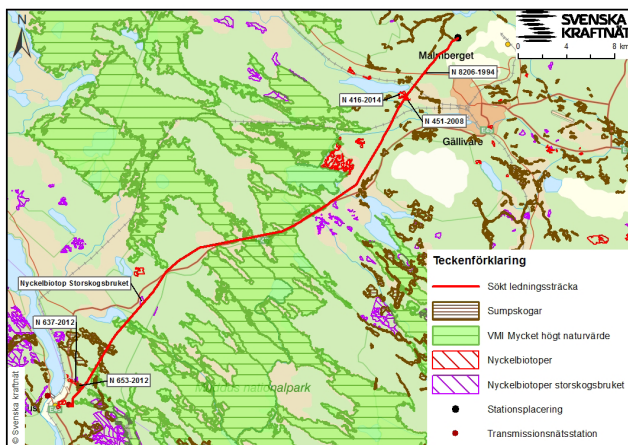 N
SVENSKA
KRAFTNÄT
0 4 8
km
Malmberget
N 8206-1994
N 416-2014
N 451-2008
Gällivare
Nyckelbiotop Storskogsbruket
N 637-2012
N 653-2012
nationalpark
© Svenska kraftnät
Teckenförklaring
Sökt ledningssträcka
Sumpskogar
VMI Mycket högt naturvärde
Nyckelbiotoper
Nyckelbiotoper storskogsbruket
Stationsplacering
Transmissionsnätsstation